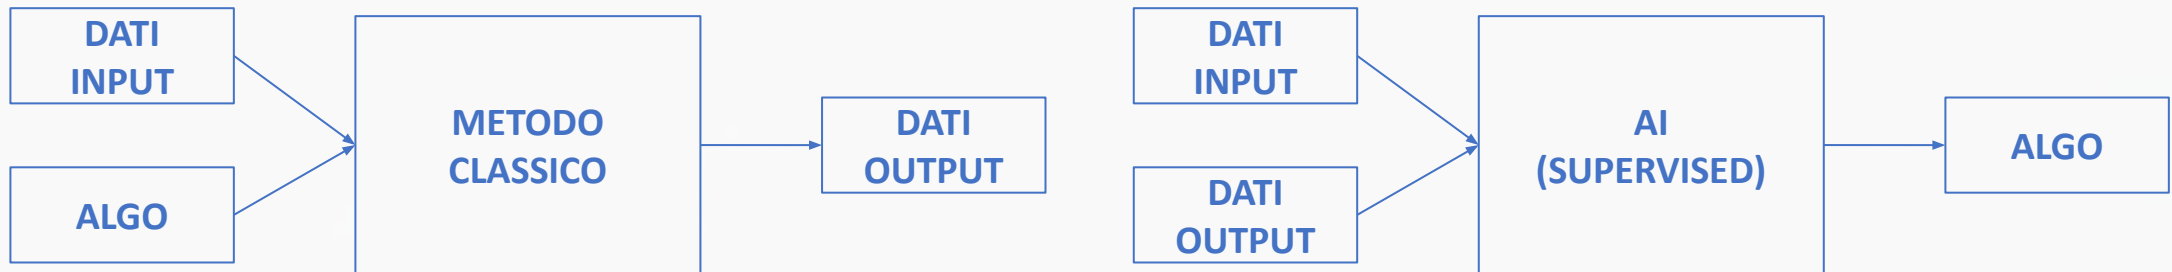 DATI
INPUT
ALGO
METODO
CLASSICO
DATI
OUTPUT
DATI
INPUT
DATI
OUTPUT
AI
(SUPERVISED)
ALGO